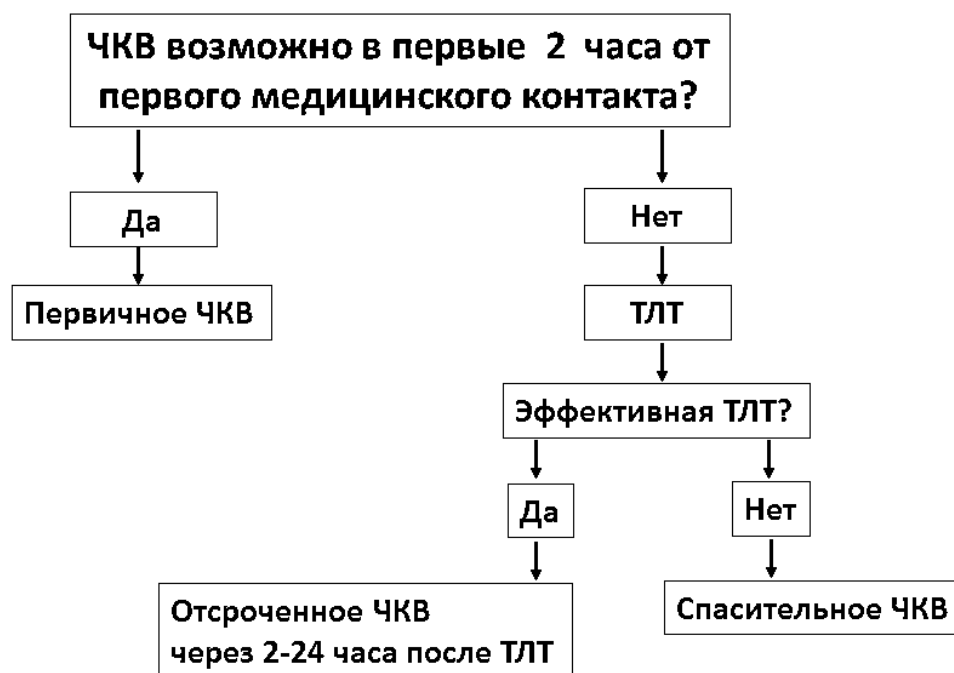 ЧКВ возможно в первые 2 часа от
первого медицинского контакта?
Да
Нет
Первичное ЧКВ
ТЛТ
Эффективная ТЛТ?
Да
Нет
Отсроченное ЧКВ
через 2-24 часа после ТЛТ
Спасительное ЧКВ